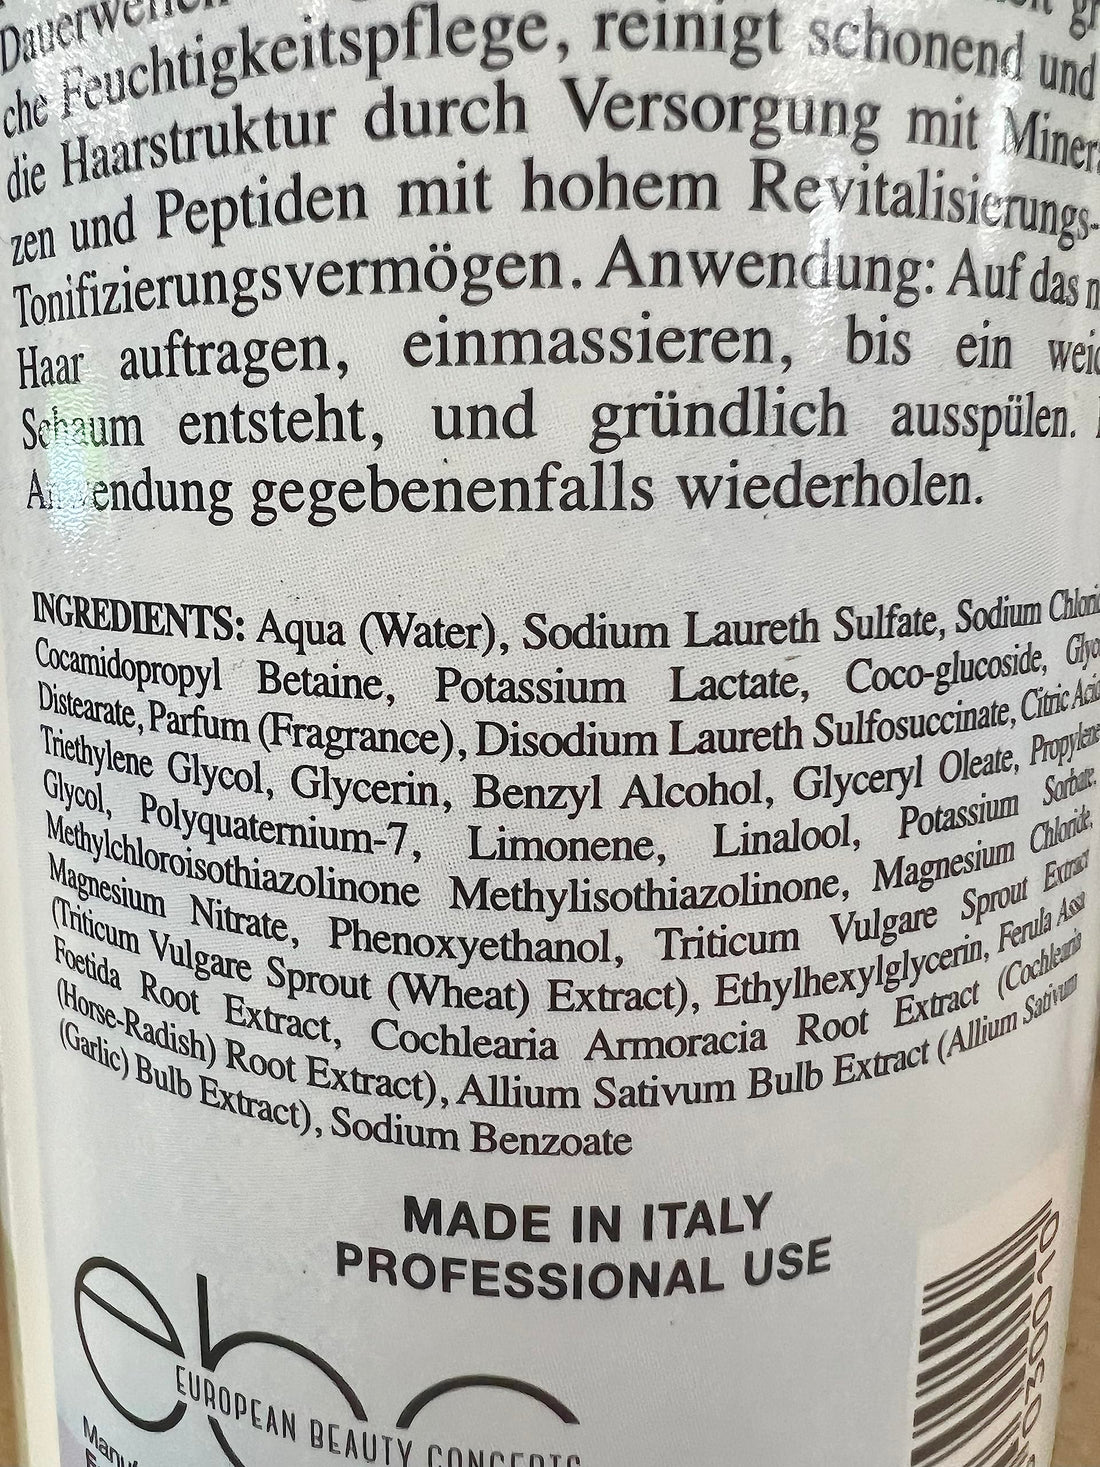 che Feuchtigkeitspflege, reinigt schonend und
die Haarstruktur durch Versorgung mit
zen und Peptiden mit hohem Revitalisierungs-
Tonifizierungsvermögen. Anwendung: Auf das
Haar auftragen, einmassieren, bis ein
Schaum entsteht, und gründlich ausspülen.
Anwendung gegebenenfalls wiederholen.
INGREDIENTS: Aqua (Water), Sodium Laureth Sulfate, Sodium
Cocamidopropyl Betaine, Potassium Lactate, Coco-glucoside,
Distearate, Parfum (Fragrance), Disodium Laureth Sulfosuccinate, Citric Acid
Triethylene Glycol, Glycerin, Benzyl Alcohol, Glyceryl Oleate, Propylene
Glycol, Polyquaternium-7, Limonene, Linalool, Potassium Sorbate,
Methylchloroisothiazolinone Methylisothiazolinone, Magnesium Chloride,
Magnesium Nitrate, Phenoxyethanol, Triticum Vulgare Sprout Extract
(Triticum Vulgare Sprout (Wheat) Extract), Ethylhexylglycerin, Ferula Assa
Foetida Root Extract, Cochlearia Armoracia Root Extract (Cochlearia
(Horse-Radish) Root Extract), Allium Sativum Bulb Extract (Allium Sativum
(Garlic) Bulb Extract), Sodium Benzoate
MADE IN ITALY
PROFESSIONAL USE
ebc
EUROPEAN BEAUTY CONCEPTS
030010